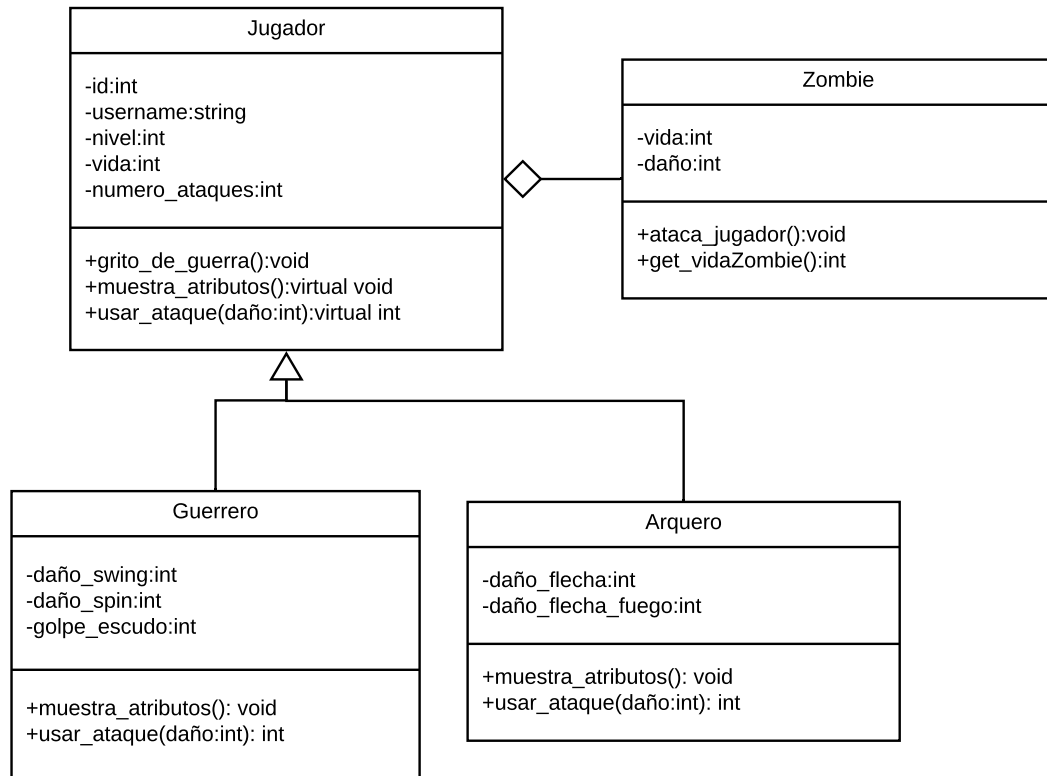 Jugador
-id:int
-username:string
-nivel:int
-vida:int
-numero_ataques:int
+grito_de_guerra():void
+muestra_atributos():virtual void
+usar_ataque(daño:int):virtual int
Zombie
-vida:int
-daño:int
+ataca_jugador():void
+get_vidaZombie():int
Guerrero
-daño_swing:int
-daño_spin:int
-golpe_escudo:int
+muestra_atributos(): void
+usar_ataque(daño:int): int
Arquero
-daño_flecha:int
-daño_flecha_fuego:int
+muestra_atributos(): void
+usar_ataque(daño:int): int